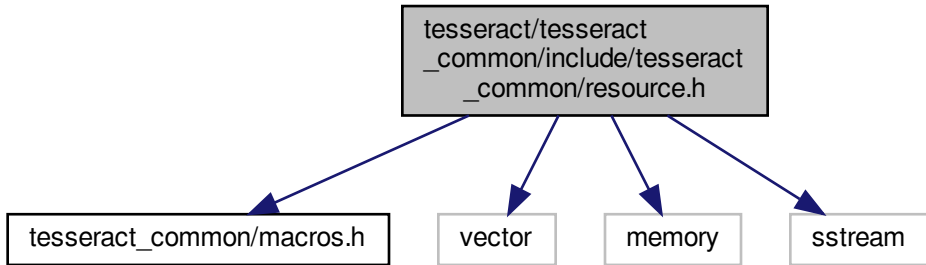 tesseract/tesseract
_common/include/tesseract
_common/resource.h
tesseract_common/macros.h
vector
memory
sstream